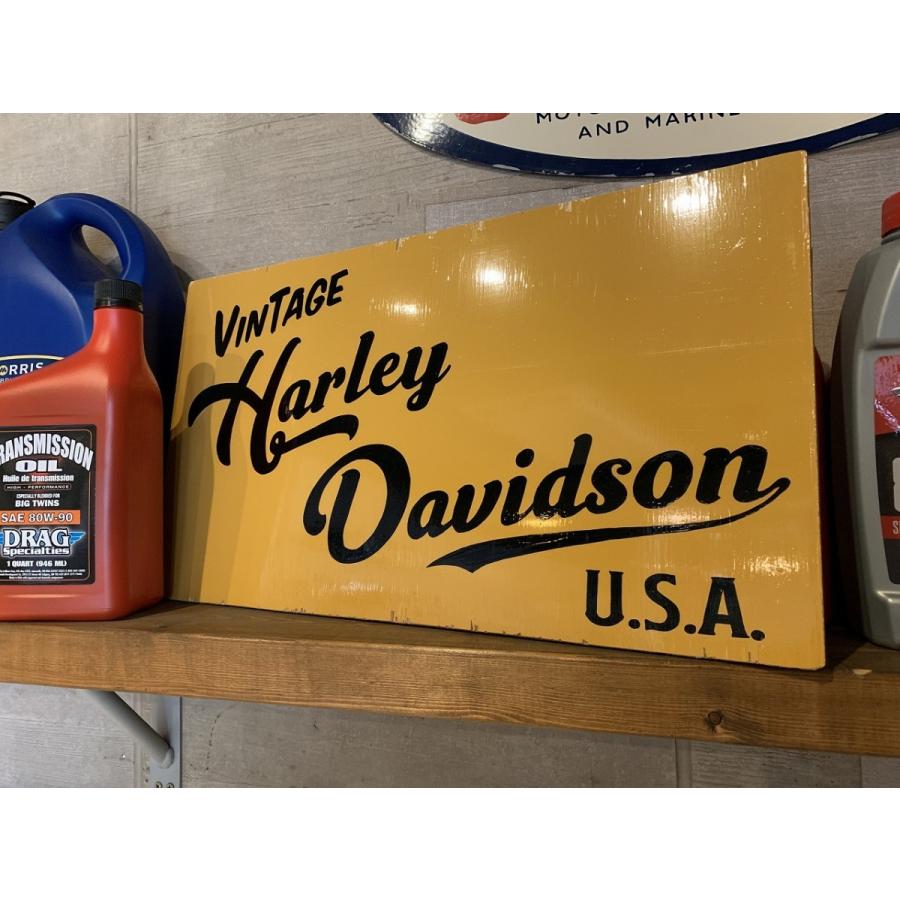 AND MARINE
VINTAGE
Harley
Davidson
U.S.A.
RRIS
TRANSMISSION
OIL
Huile de transmission
HIGH - PERFORMANCE
ESPECIALLY BLENDED FOR
BIG TWINS
SAE 80W-90
DRAG
Specialties
1 QUART (946 ML)